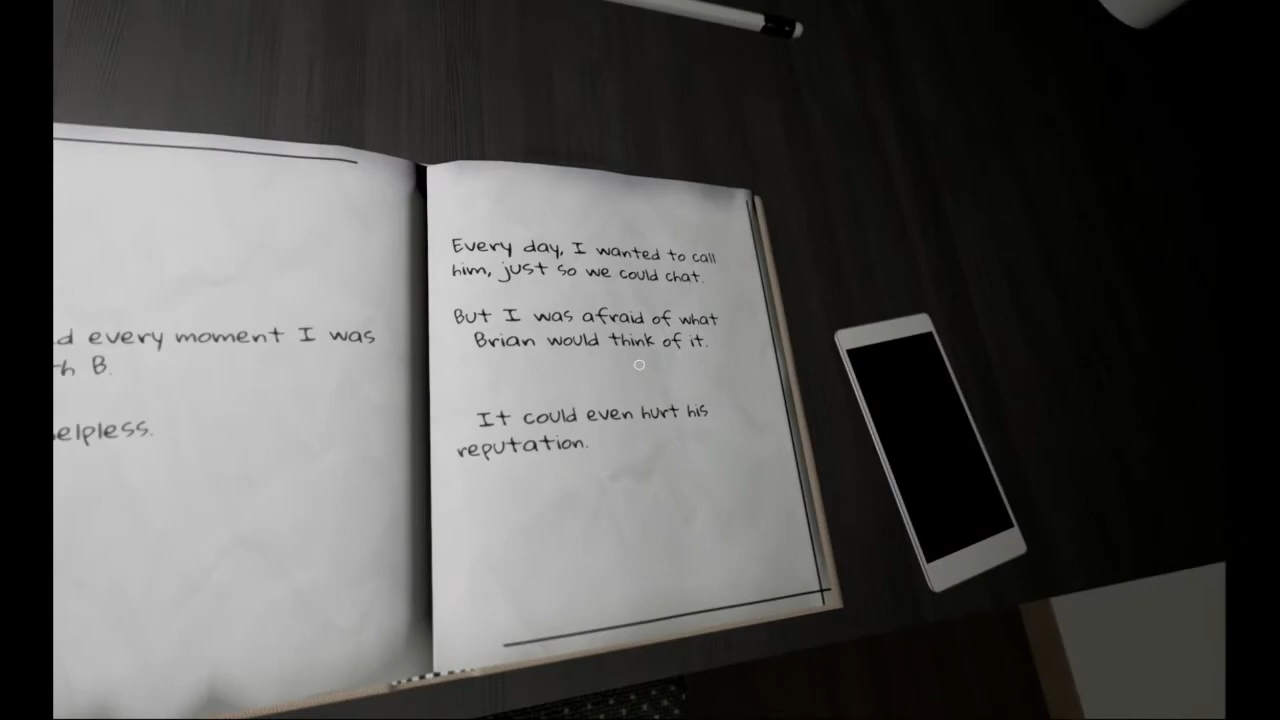 every moment I was
B.
Every day, I wanted to call
him, just so we could chat.
But I was afraid of what
Brian would think of it.
It could even hurt his
reputation.